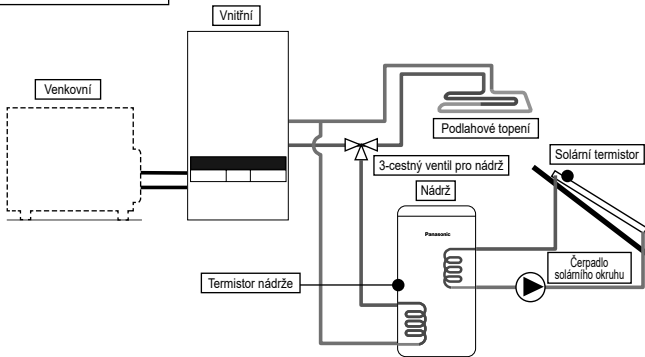 Vnitřní
Venkovní
Podlahové topení
Solární termistor
3-cestný ventil pro nádrž
Nádrž
Panasonic
Čerpadlo
solárního okruhu
Termistor nádrže